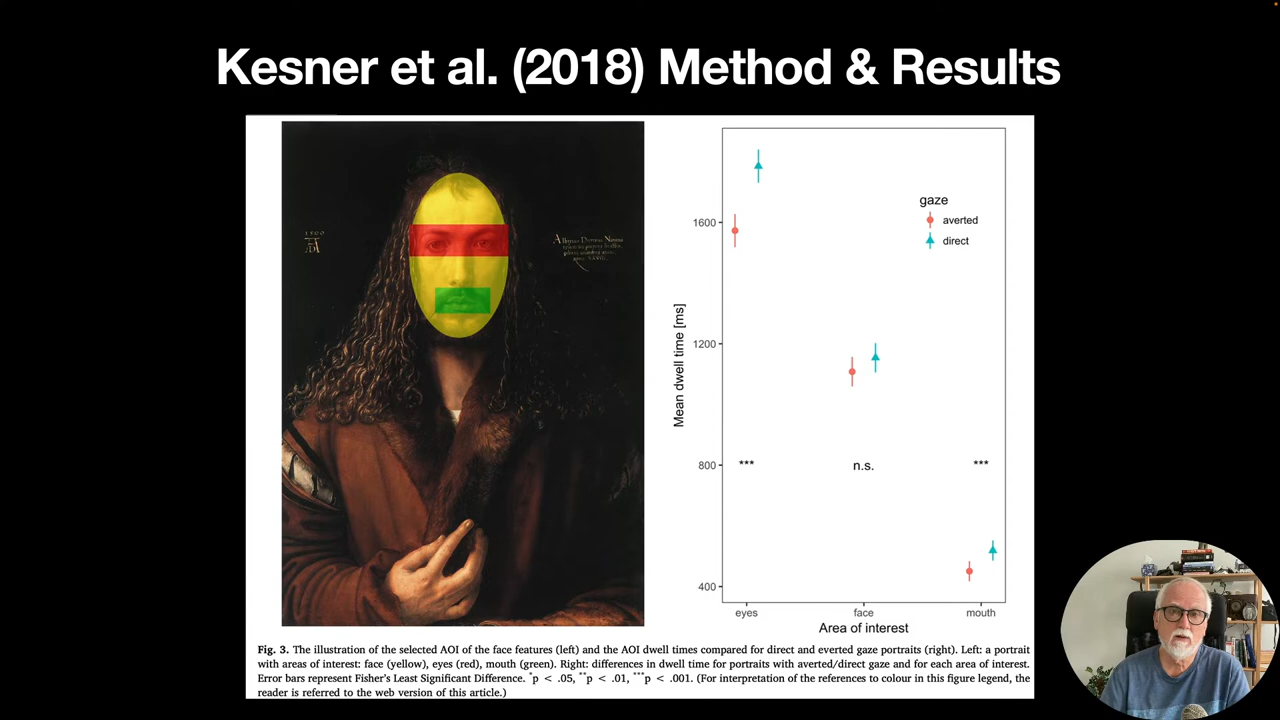 Kesner et al. (2018) Method & Results
1500
AD
1600
1200
800
400
Mean dwell time [ms]
gaze
averted
direct
***
n.s.
***
eyes
face
mouth
Area of interest
Fig. 3. The illustration of the selected AOI of the face features (left) and the AOI dwell times compared for direct and everted gaze portraits (right). Left: a portrait
with areas of interest: face (yellow), eyes (red), mouth (green). Right: differences in dwell time for portraits with averted/direct gaze and for each area of interest.
Error bars represent Fisher's Least Significant Difference. *p < .05, **p < .01, ***p < .001. (For interpretation of the references to colour in this figure legend, the
reader is referred to the web version of this article.)